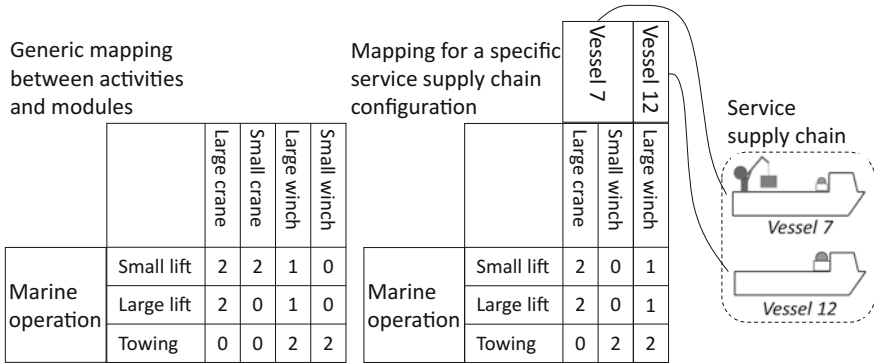 Generic mapping
between activities
and modules
Large crane
Small crane
Large winch
Small winch
Marine
operation
Small lift 2 2 1 0
Large lift 2 0 1 0
Towing 0 0 2 2
Mapping for a specific
service supply chain
configuration
Vessel 7
Vessel 12
Large crane
Small winch
Large winch
Marine
operation
Small lift 2 0 1
Large lift 2 0 1
Towing 0 2 2
Service
supply chain
Vessel 7
Vessel 12